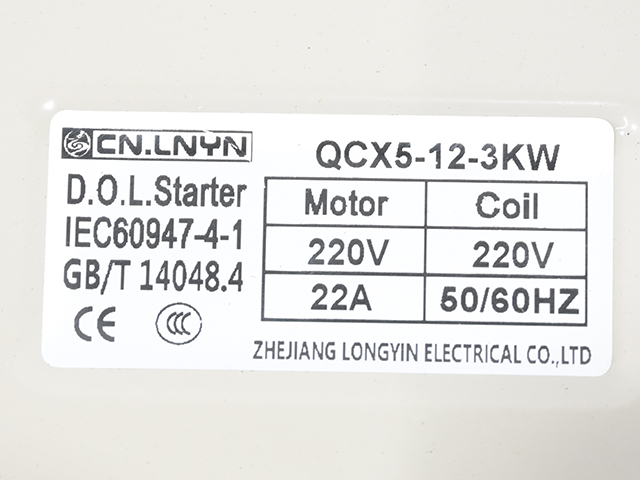 CN.LNYN
QCX5-12-3KW
D.O.L.Starter
IEC60947-4-1
GB/T 14048.4
Motor Coil
220V 220V
22A 50/60HZ
CE CCC
ZHEJIANG LONGYIN ELECTRICAL CO.,LTD